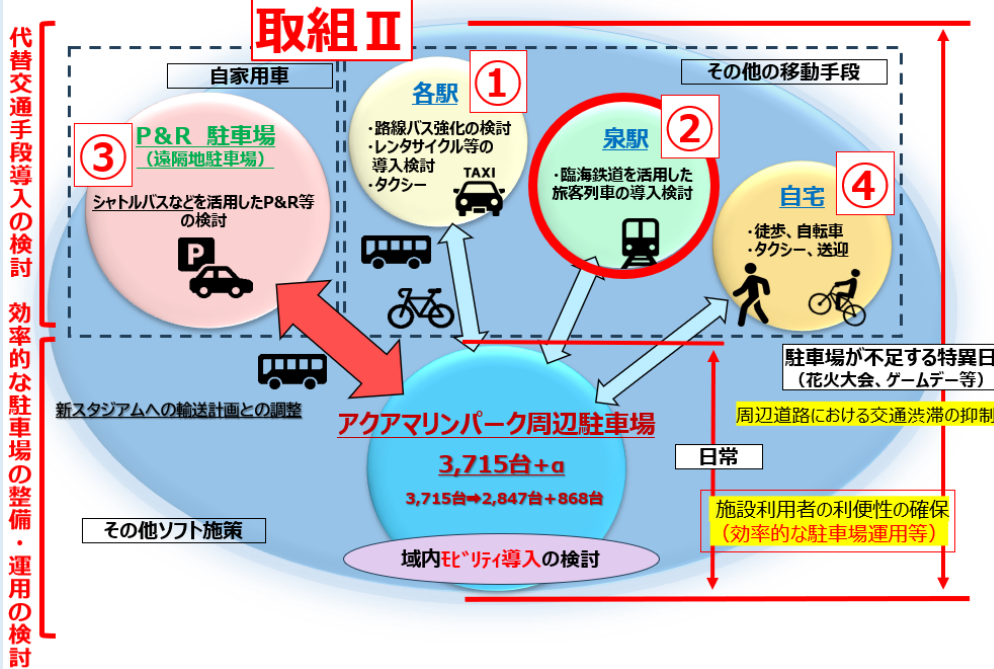 取組Ⅱ
代替交通手段導入の検討
効率的な駐車場の整備・運用の検討
自家用車
その他の移動手段
③
P&R 駐車場
（遠隔地駐車場）
シャトルバスなどを活用したP&R等
の検討
P
①
各駅
・路線バス強化の検討
・レンタサイクル等の
導入検討
・タクシー
TAXI
②
泉駅
・臨海鉄道を活用した
旅客列車の導入検討
④
自宅
・徒歩、自転車
・タクシー、送迎
新スタジアムへの輸送計画との調整
アクアマリンパーク周辺駐車場
3,715台+α
3,715台➡2,847台+868台
域内ﾓﾋﾞﾘﾃｨ導入の検討
その他ソフト施策
日常
駐車場が不足する特異日
（花火大会、ゲームデー等）
周辺道路における交通渋滞の抑制
施設利用者の利便性の確保
（効率的な駐車場運用等）